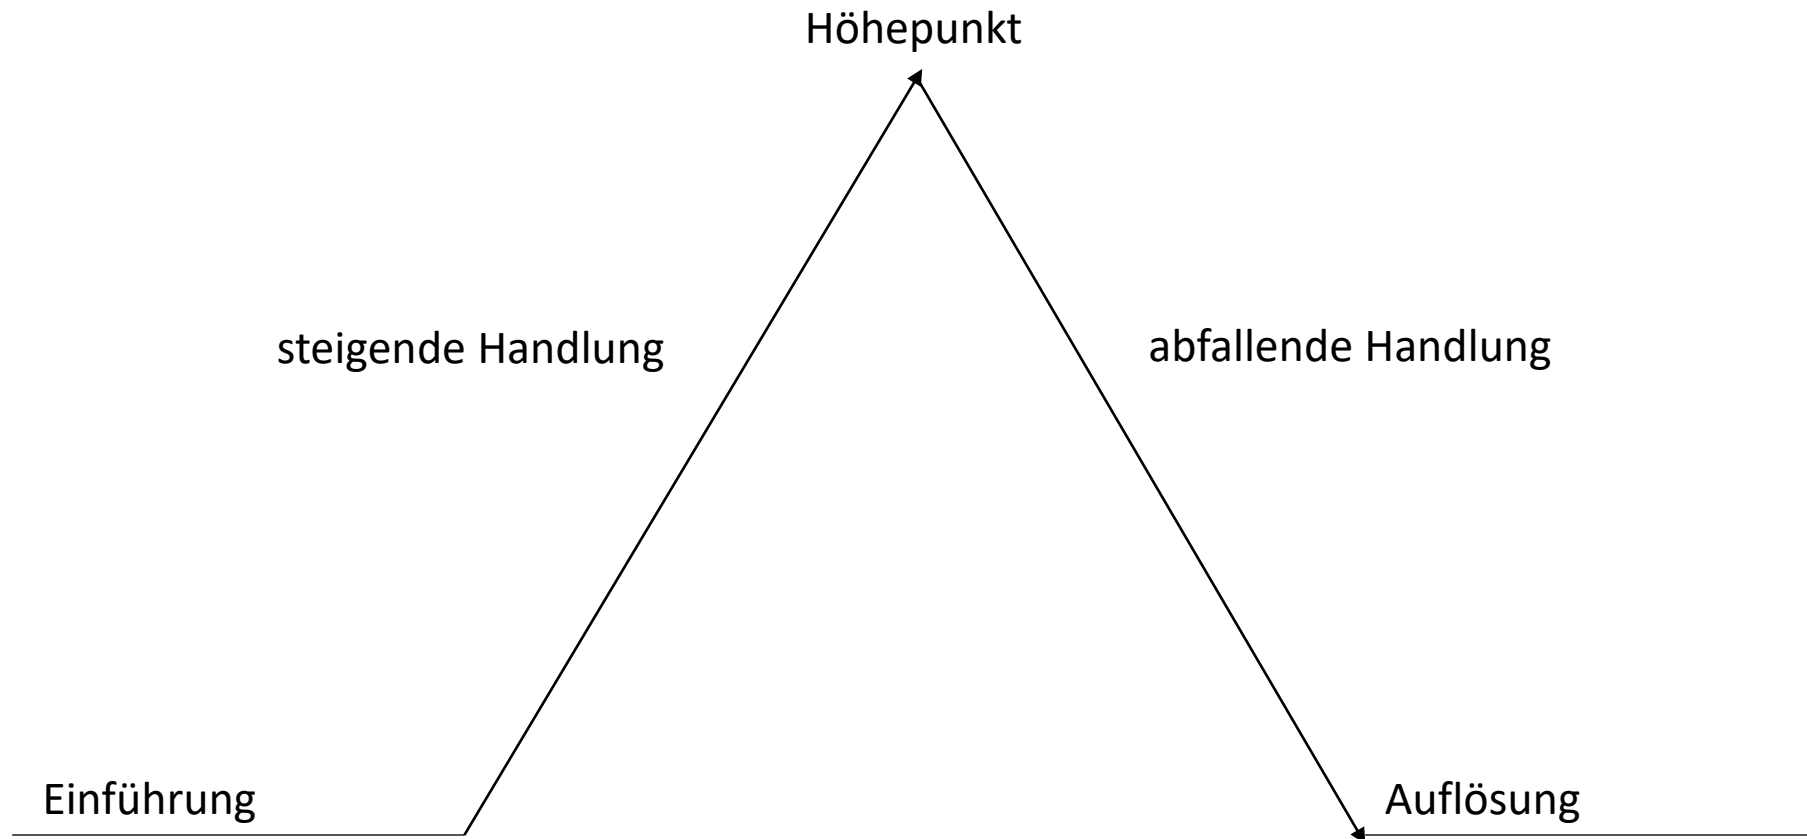 Höhepunkt
steigende Handlung
abfallende Handlung
Einführung
Auflösung